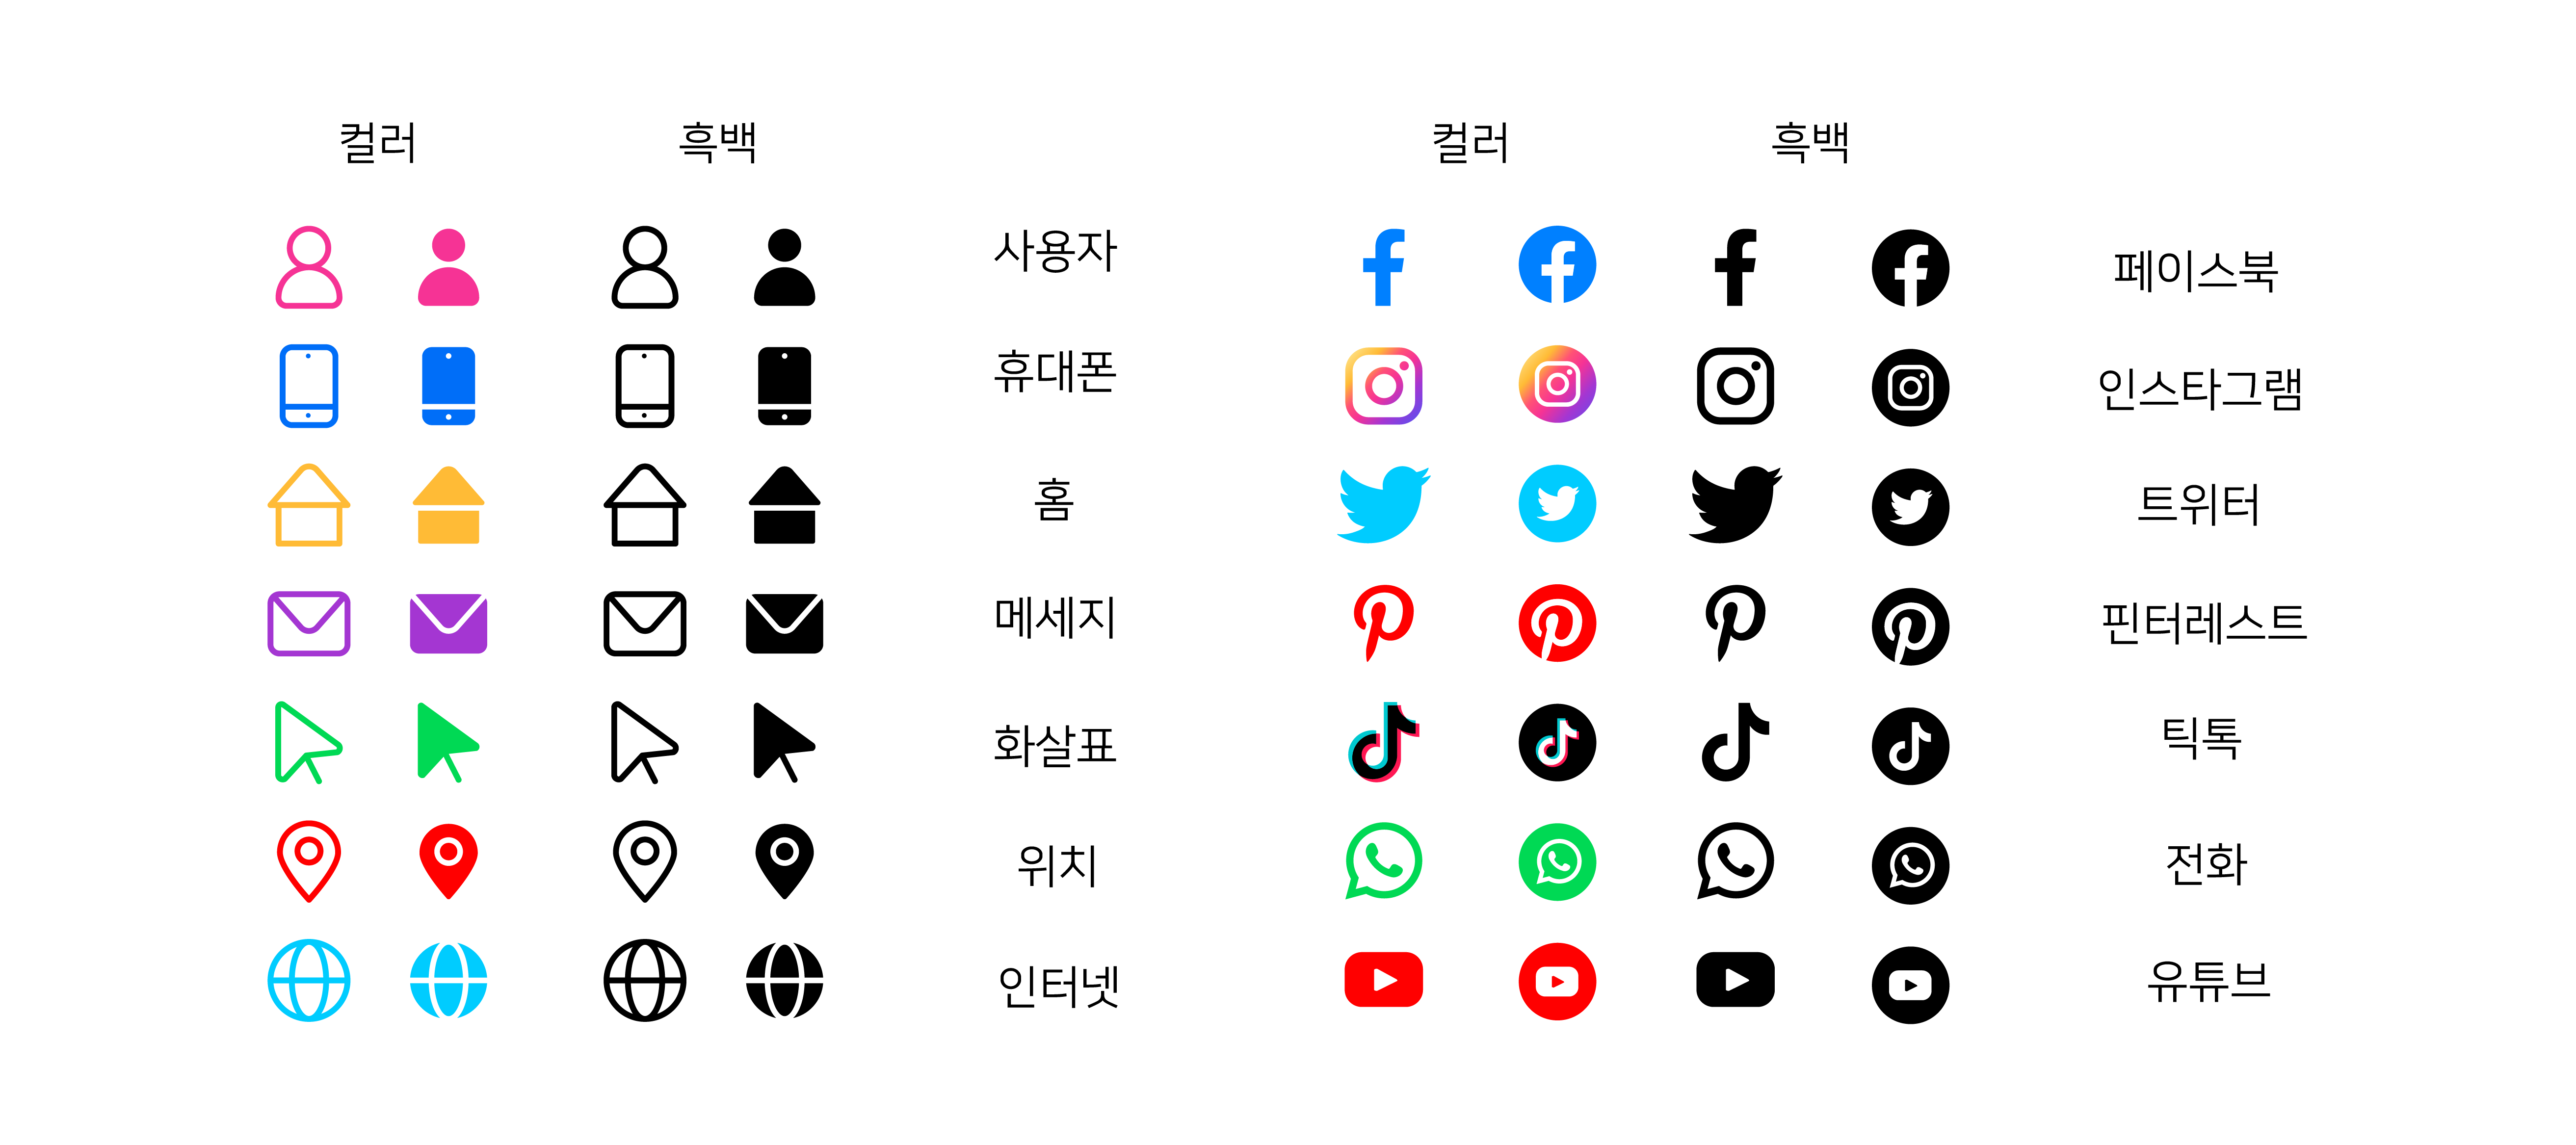 컬러 흑백 컬러 흑백
사용자 페이스북
휴대폰 인스타그램
홈 트위터
메세지 핀터레스트
화살표 틱톡
위치 전화
인터넷 유튜브